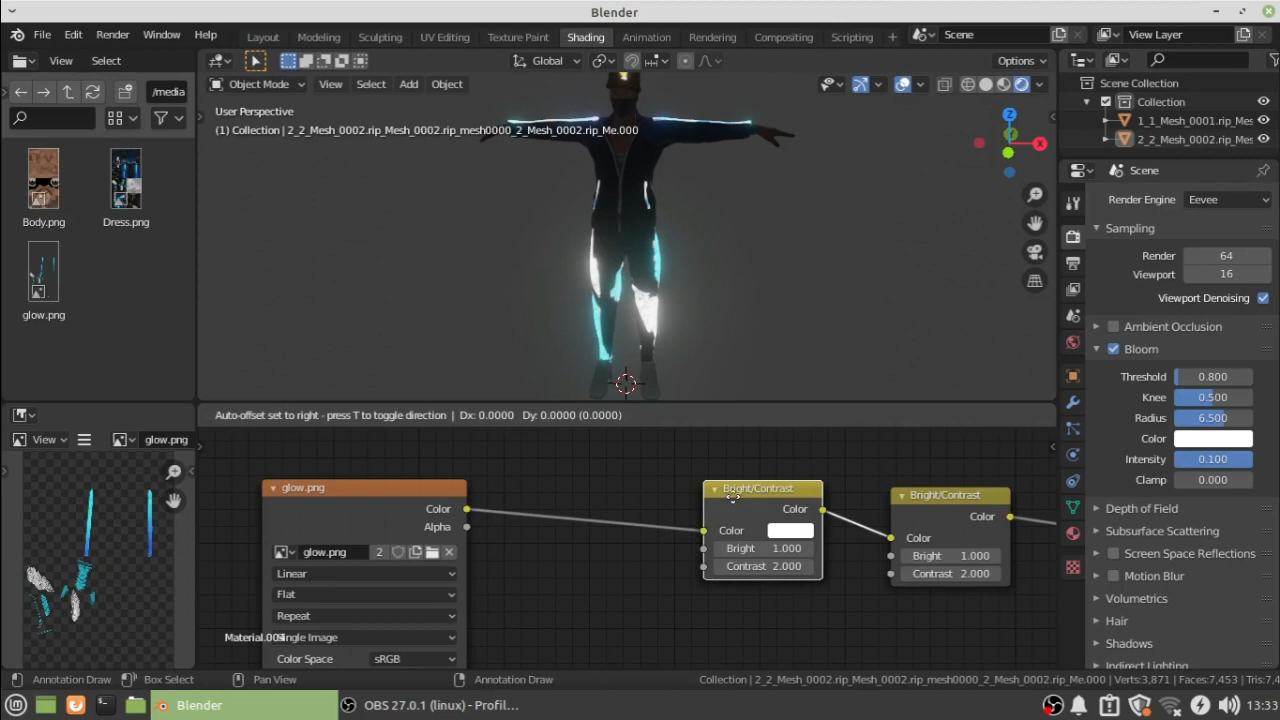 Blender
File Edit Render Window Help Layout Modeling Sculpting UV Editing Texture Paint Shading Animation Rendering Compositing Scripting + Scene View Layer
View Select Global Options
/media Object Mode View Select Add Object
User Perspective
(1) Collection | 2_2_Mesh_0002.rip_Mesh_0002.rip_mesh0000_2_Mesh_0002.rip_Me.000
Z
X
Body.png Dress.png
glow.png
Scene Collection
Collection
1_1_Mesh_0001.rip_Mes
2_2_Mesh_0002.rip_Mes
Scene
Render Engine Eevee
Sampling
Render 64
Viewport 16
Viewport Denoising
Ambient Occlusion
Bloom
Threshold 0.800
Knee 0.500
Radius 6.500
Color
Intensity 0.100
Clamp 0.000
Depth of Field
Subsurface Scattering
Screen Space Reflections
Motion Blur
Volumetrics
Hair
Shadows
Indirect Lighting
Auto-offset set to right - press T to toggle direction | Dx: 0.0000 Dy: 0.0000 (0.0000)
View glow.png
glow.png
Color
Alpha
glow.png 2
Linear
Flat
Repeat
Single Image
Color Space sRGB
Material.004
Bright/Contrast
Color
Color
Bright 1.000
Contrast 2.000
Bright/Contrast
Color
Color
Bright 1.000
Contrast 2.000
Annotation Draw Box Select Pan View Annotation Draw Collection | 2_2_Mesh_0002.rip_Mesh_0002.rip_mesh0000_2_Mesh_0002.rip_Me.000 | Verts:3,871 | Faces:7,453 | Tris:7,4
Blender OBS 27.0.1 (linux) - Profil... 13:33